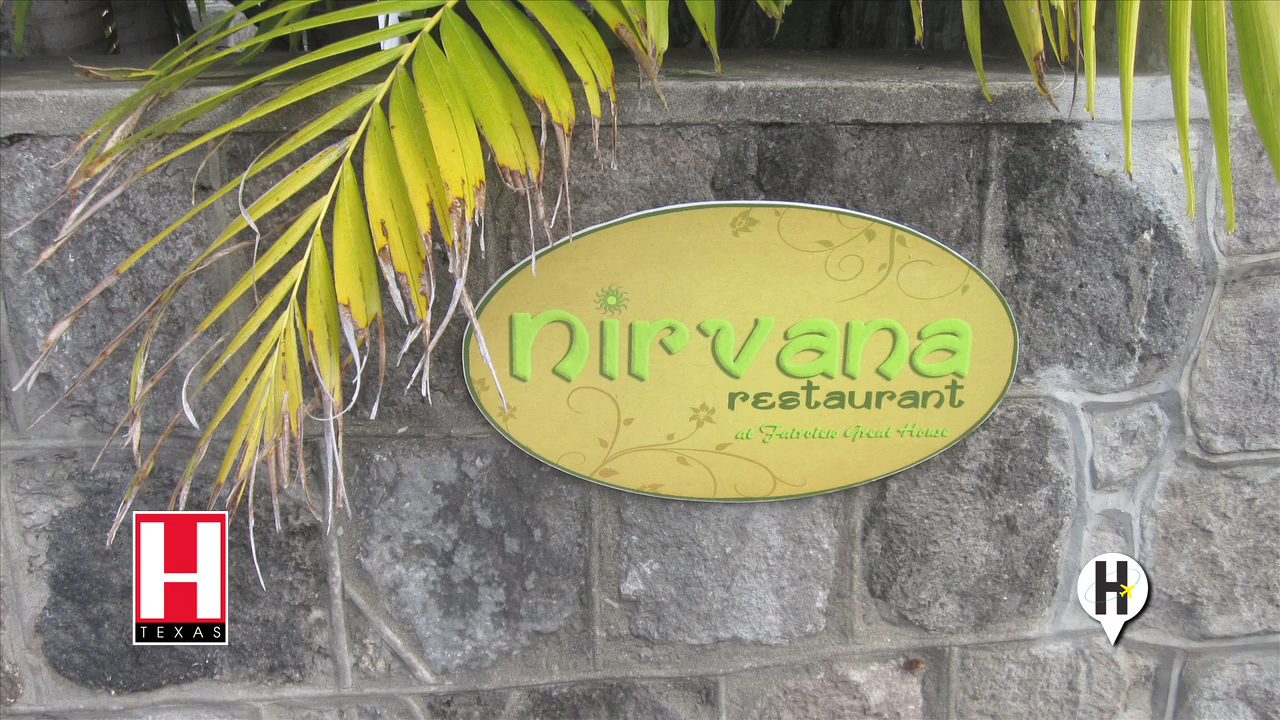 nirvana
restaurant
at Fairview Great House
H
TEXAS
H